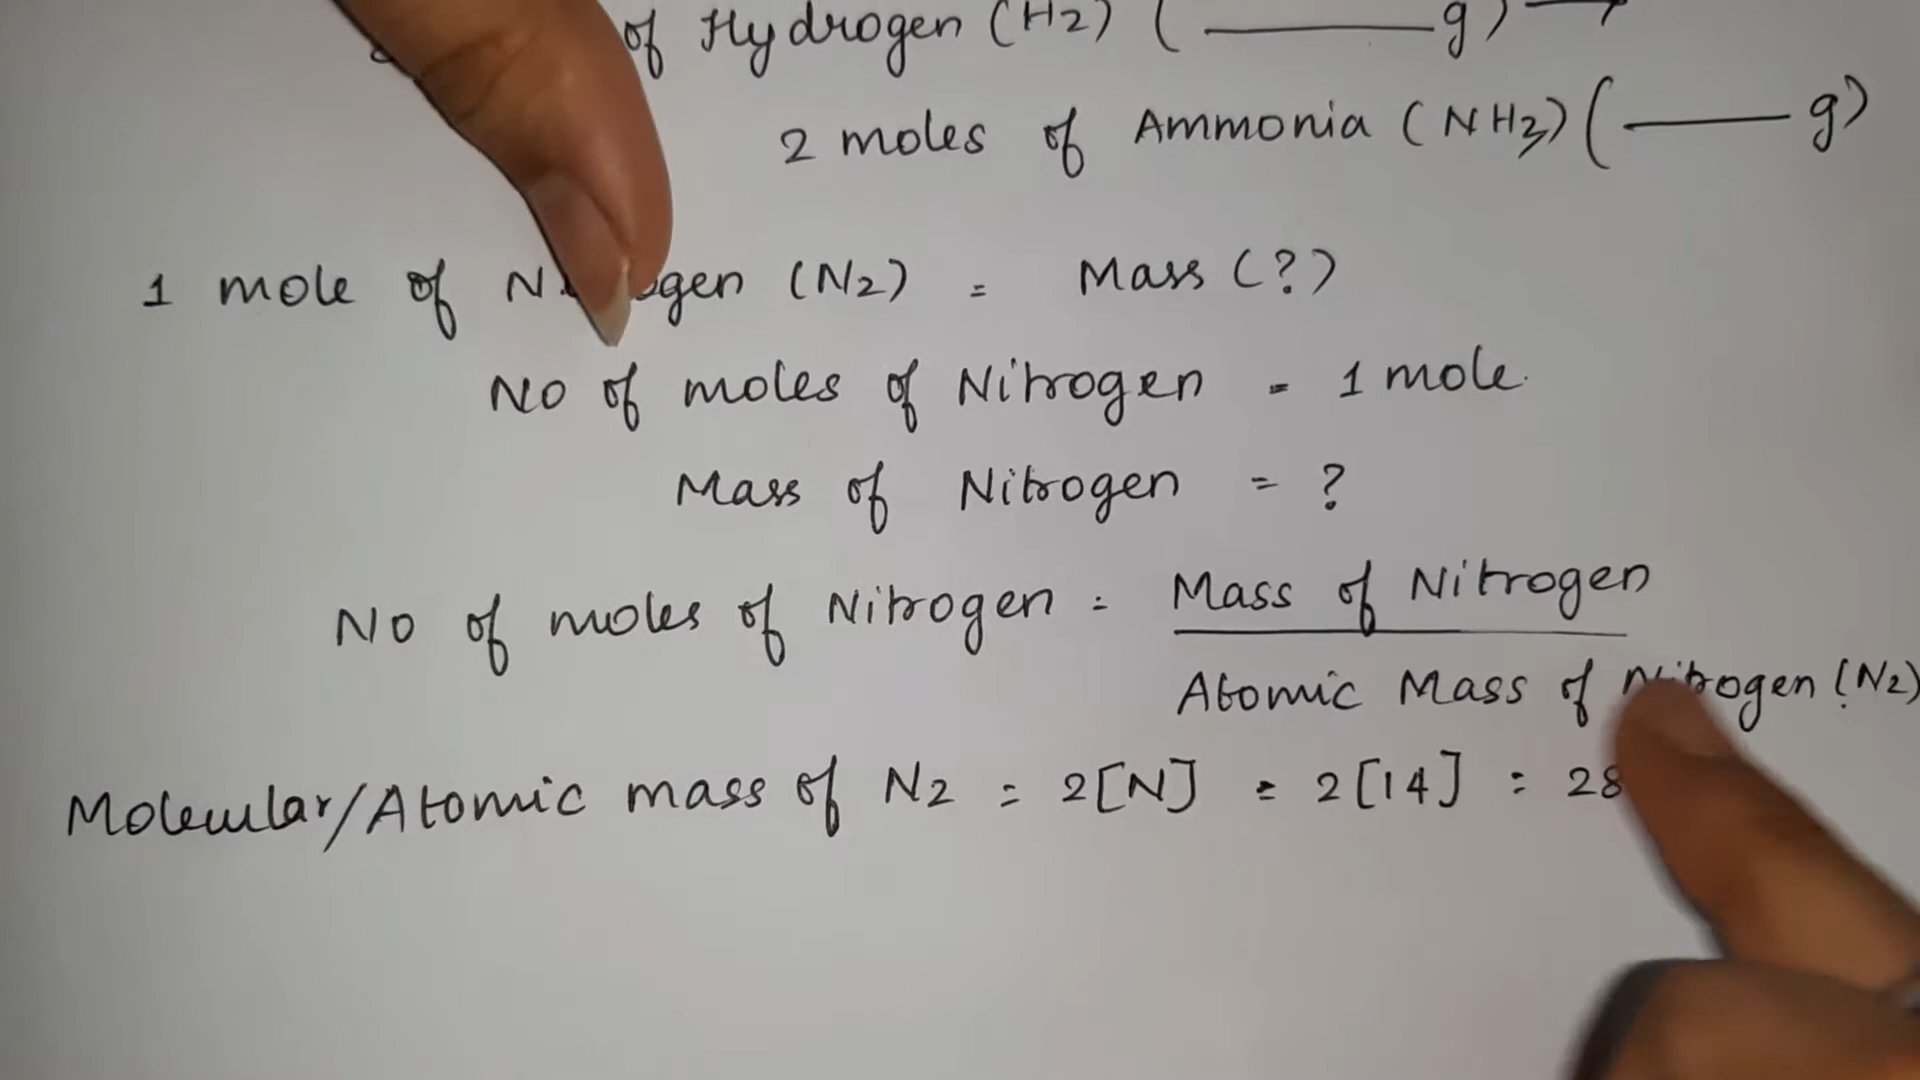 of Hydrogen (H2) ( ——— g) →
2 moles of Ammonia (NH3) ( ——— g)
1 mole of (N2) = Mass (?)
No of moles of Nitrogen = 1 mole.
Mass of Nitrogen = ?
No of moles of Nitrogen = Mass of Nitrogen
Atomic Mass of Nitrogen (N2)
Molecular/Atomic mass of N2 = 2[N] = 2[14] = 28